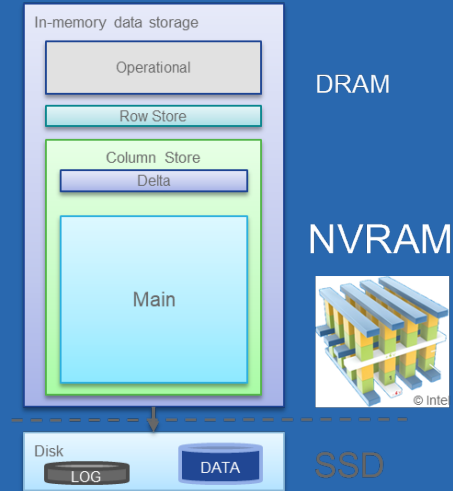 In-memory data storage
Operational
DRAM
Row Store
Column Store
Delta
NVRAM
Main
© Intel
Disk
LOG
DATA
SSD